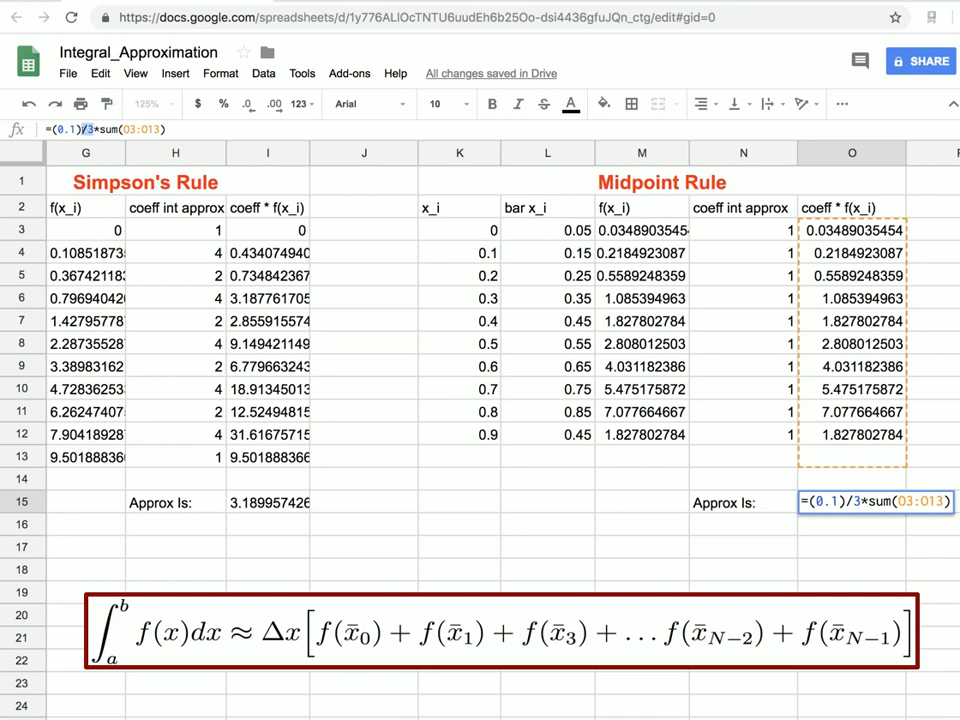 https://docs.google.com/spreadsheets/d/1y776ALlOcTNTU6uudEh6b25Oo-dsi4436gfuJQn_ctg/edit#gid=0
Integral_Approximation
File Edit View Insert Format Data Tools Add-ons Help All changes saved in Drive
SHARE
125% $ % .0 .00 123 Arial 10 B I S A
fx =(0.1)/3*sum(O3:O13)
G H I J K L M N O
1 Simpson's Rule Midpoint Rule
2 f(x_i) coeff int approx coeff * f(x_i) x_i bar x_i f(x_i) coeff int approx coeff * f(x_i)
3 0 1 0 0 0.05 0.0348903545 1 0.03489035454
4 0.108518735 4 0.434074940 0.1 0.15 0.2184923087 1 0.2184923087
5 0.367421183 2 0.734842367 0.2 0.25 0.5589248359 1 0.5589248359
6 0.796940426 4 3.187761705 0.3 0.35 1.085394963 1 1.085394963
7 1.427957787 2 2.855915574 0.4 0.45 1.827802784 1 1.827802784
8 2.287355287 4 9.149421149 0.5 0.55 2.808012503 1 2.808012503
9 3.38983162 2 6.779663243 0.6 0.65 4.031182386 1 4.031182386
10 4.728362533 4 18.91345013 0.7 0.75 5.475175872 1 5.475175872
11 6.262474075 2 12.52494815 0.8 0.85 7.077664667 1 7.077664667
12 7.904189287 4 31.61675715 0.9 0.45 1.827802784 1 1.827802784
13 9.501888366 1 9.501888366
14
15 Approx Is: 3.189957426 Approx Is: =(0.1)/3*sum(O3:O13)
16
17
18
19
20
21
22
23
24
∫_a^b f(x)dx ≈ Δx[f(x̄_0) + f(x̄_1) + f(x̄_3) + … f(x̄_{N−2}) + f(x̄_{N−1})]